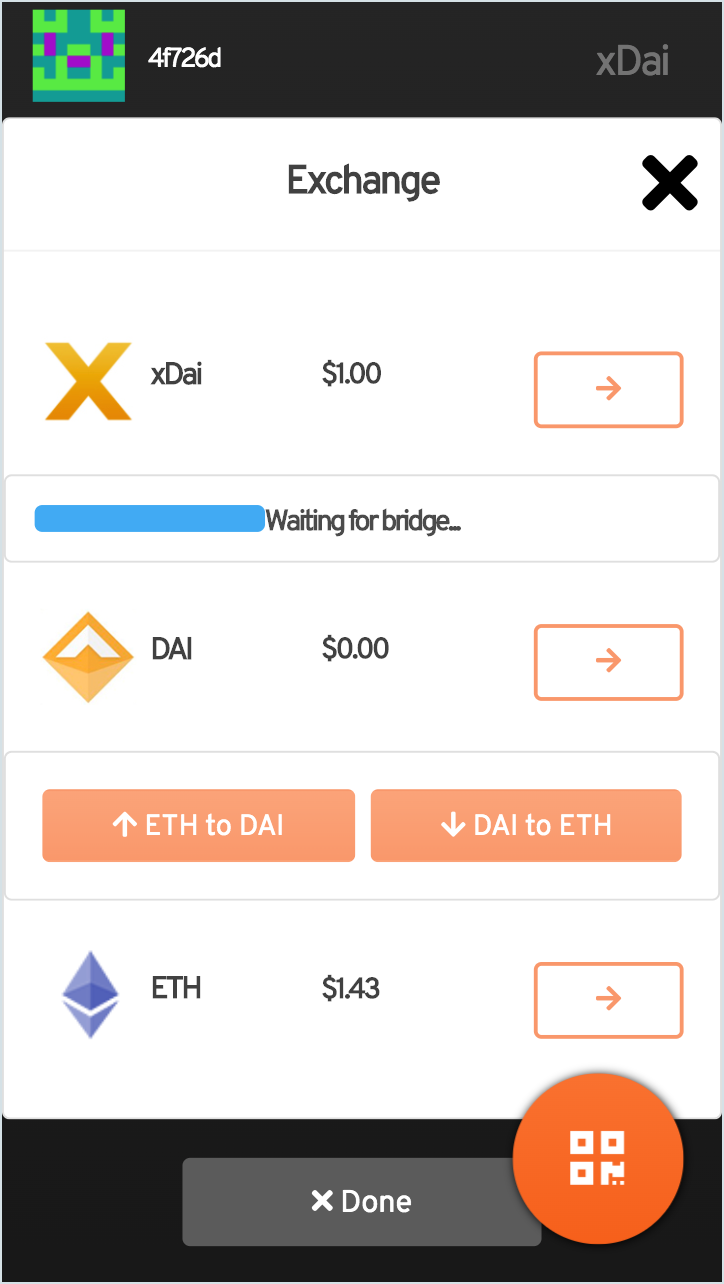 4f726d
xDai
Exchange
xDai $1.00
Waiting for bridge...
DAI $0.00
ETH to DAI
DAI to ETH
ETH $1.43
Done